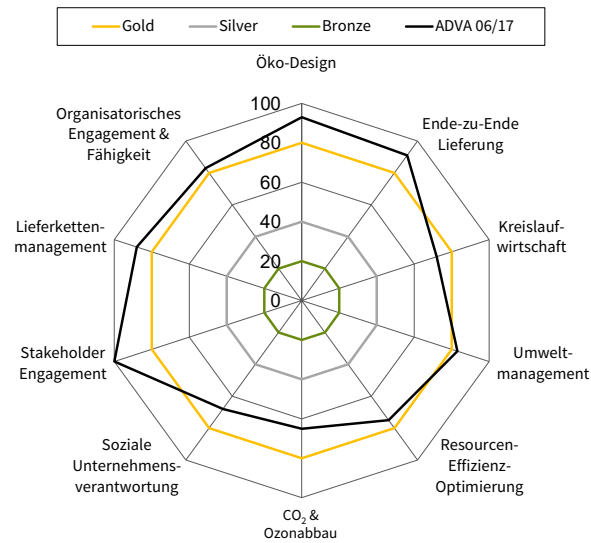 Gold Silver Bronze ADVA 06/17
Öko-Design
Organisatorisches
Engagement &
Fähigkeit
Ende-zu-Ende
Lieferung
Lieferketten-
management
Kreislauf-
wirtschaft
Stakeholder
Engagement
Umwelt-
management
Soziale
Unternehmens-
verantwortung
Resourcen-
Effizienz-
Optimierung
CO₂ &
Ozonabbau
100
80
60
40
20
0